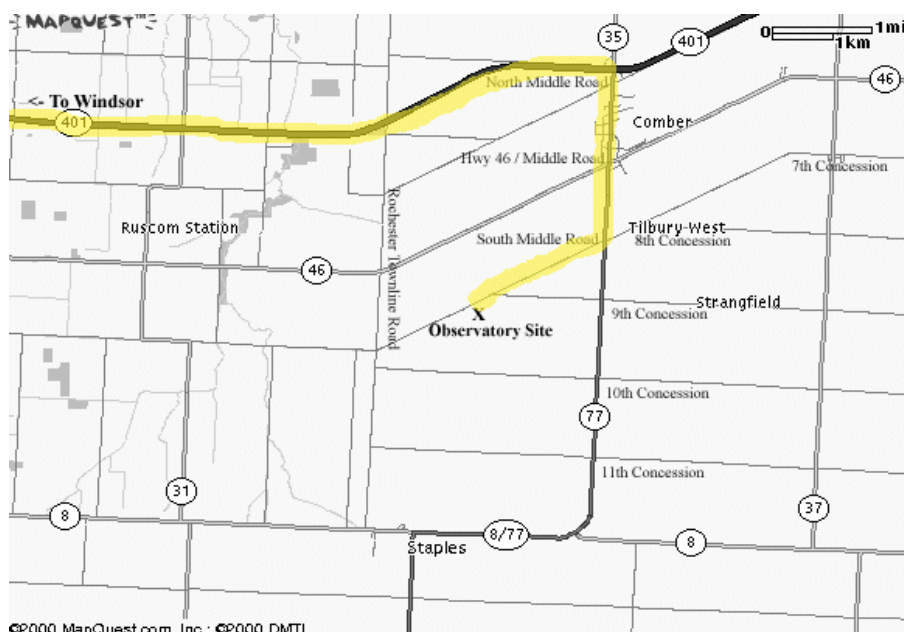 MAPQUEST™
0 1mi
1km
35
401
North Middle Road
46
<- To Windsor
401
Comber
Hwy 46 / Middle Road
7th Concession
Rochester Townline Road
Ruscom Station
Tilbury West
South Middle Road
8th Concession
46
Strangfield
X
9th Concession
Observatory Site
10th Concession
77
11th Concession
31
37
8
8/77
8
Staples
©2000 MapQuest.com, Inc.; ©2000 DMTI